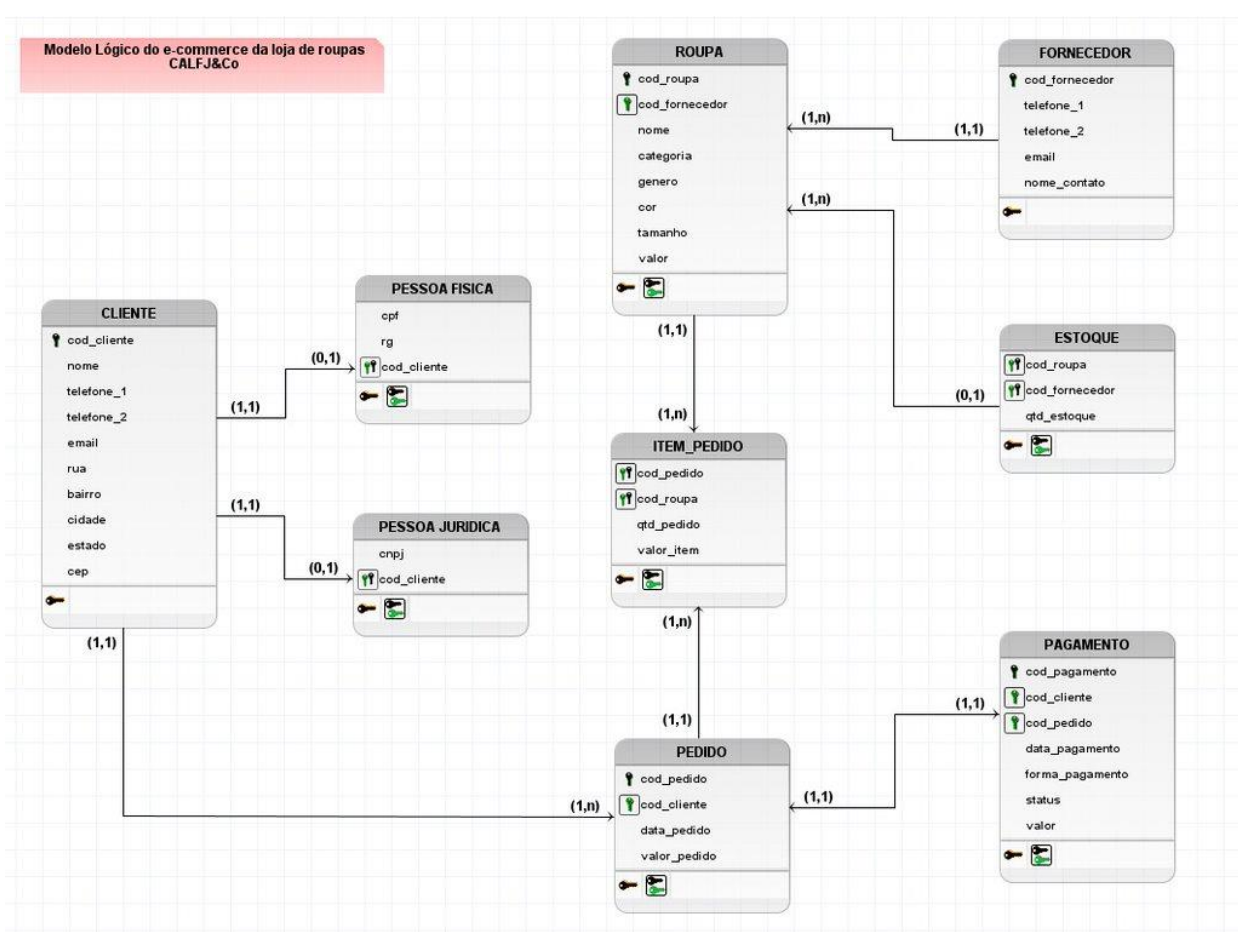 Modelo Lógico do e-commerce da loja de roupas
CALFJ&Co
ROUPA
cod_roupa
cod_fornecedor
nome
categoria
genero
cor
tamanho
valor
(1,n)
(1,1)
(1,n)
(1,1)
FORNECEDOR
cod_fornecedor
telefone_1
telefone_2
email
nome_contato
CLIENTE
cod_cliente
nome
telefone_1
telefone_2
email
rua
bairro
cidade
estado
cep
(1,1)
(0,1)
(1,1)
(0,1)
(1,1)
PESSOA FISICA
cpf
rg
cod_cliente
PESSOA JURIDICA
cnpj
cod_cliente
ESTOQUE
cod_roupa
cod_fornecedor
qtd_estoque
(0,1)
(1,n)
ITEM_PEDIDO
cod_pedido
cod_roupa
qtd_pedido
valor_item
(1,n)
(1,1)
PEDIDO
cod_pedido
cod_cliente
data_pedido
valor_pedido
(1,n)
(1,1)
(1,1)
PAGAMENTO
cod_pagamento
cod_cliente
cod_pedido
data_pagamento
forma_pagamento
status
valor